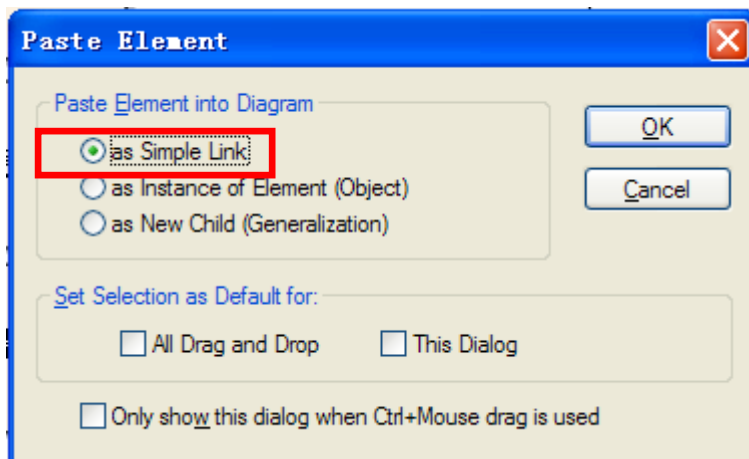 Paste Element
Paste Element into Diagram
as Simple Link
as Instance of Element (Object)
as New Child (Generalization)
OK
Cancel
Set Selection as Default for:
All Drag and Drop This Dialog
Only show this dialog when Ctrl+Mouse drag is used